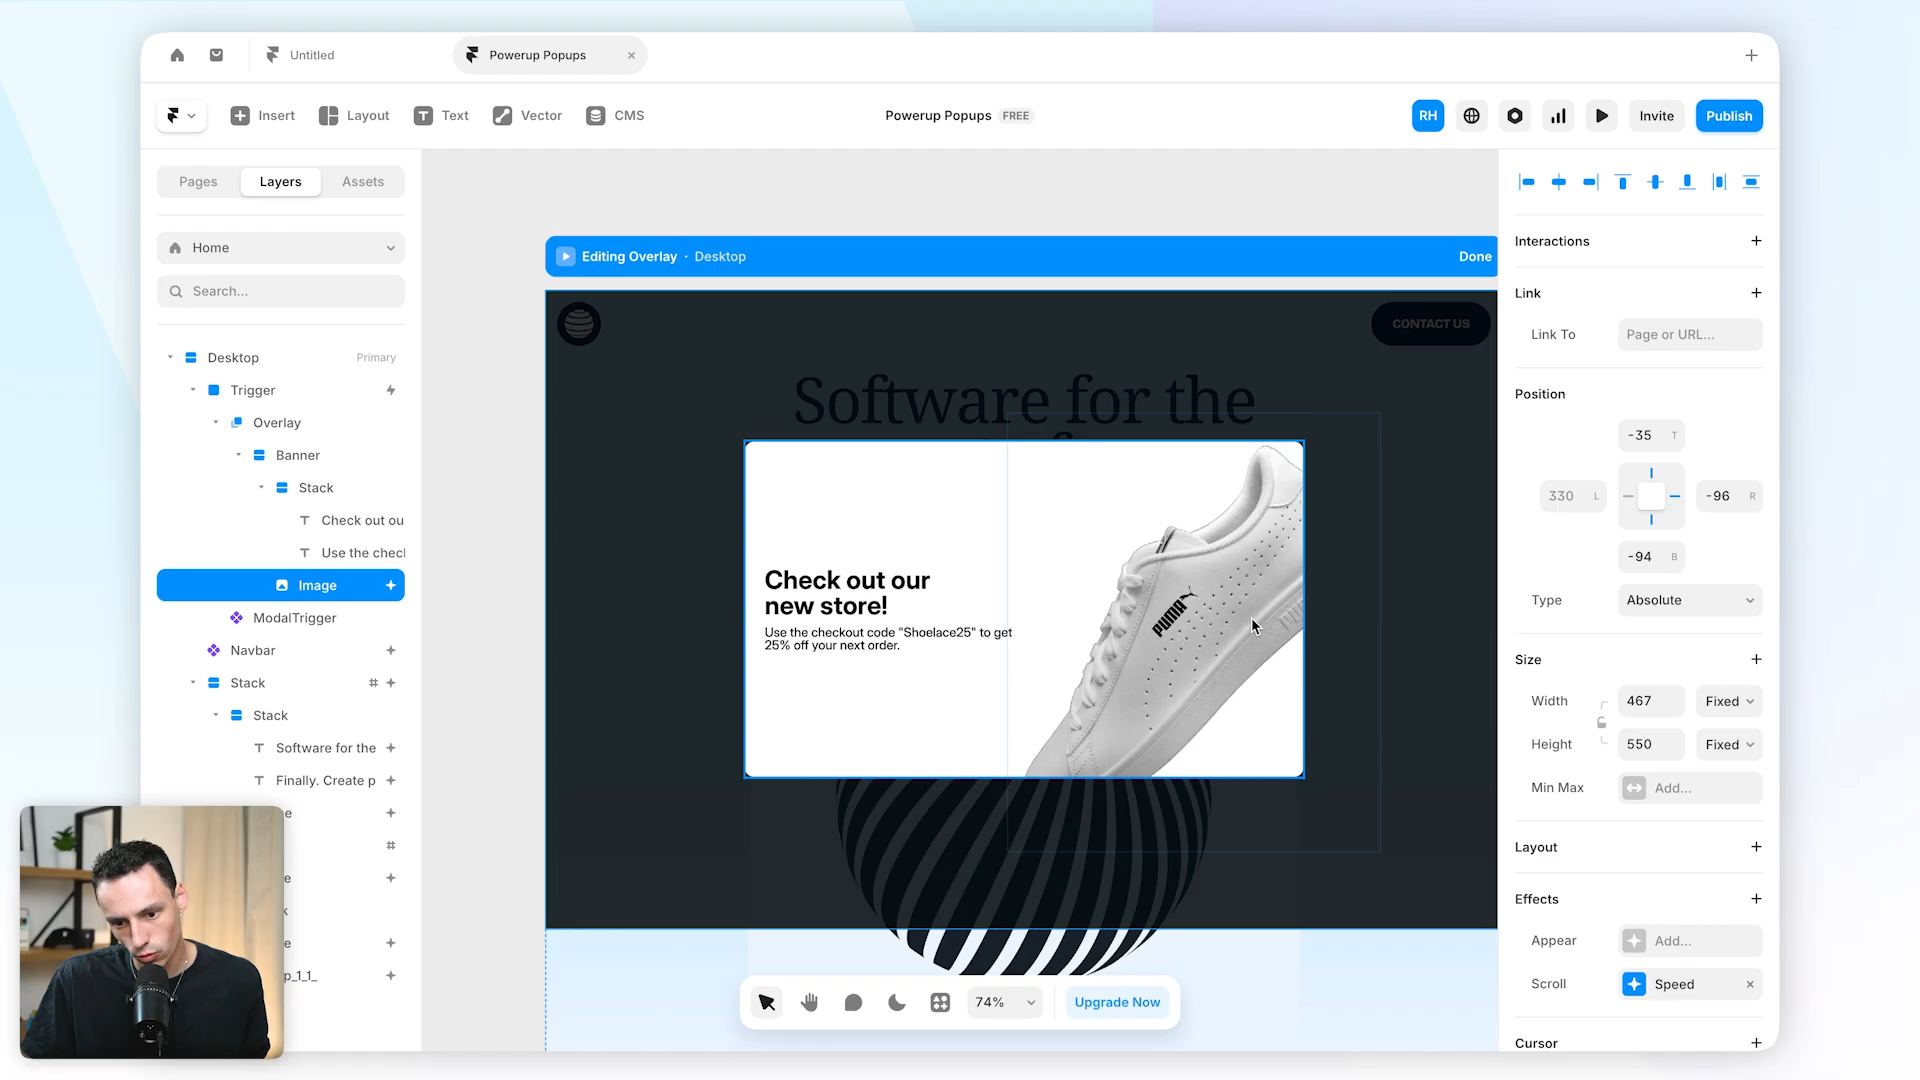 Untitled
Powerup Popups
Insert
Layout
Text
Vector
CMS
Powerup Popups FREE
RH
Invite
Publish
Pages
Layers
Assets
Home
Search...
Desktop
Primary
Trigger
Overlay
Banner
Stack
Check out ou
Use the check
Image
ModalTrigger
Navbar
Stack
Stack
Software for the
Finally. Create p
e
e
k
e
p_1_1_
Editing Overlay · Desktop
Done
CONTACT US
Software for the
Check out our
new store!
Use the checkout code "Shoelace25" to get
25% off your next order.
PUMA
74%
Upgrade Now
Interactions
Link
Link To
Page or URL...
Position
-35 T
330 L
-96 R
-94 B
Type
Absolute
Size
Width
467
Fixed
Height
550
Fixed
Min Max
Add...
Layout
Effects
Appear
Add...
Scroll
Speed
Cursor